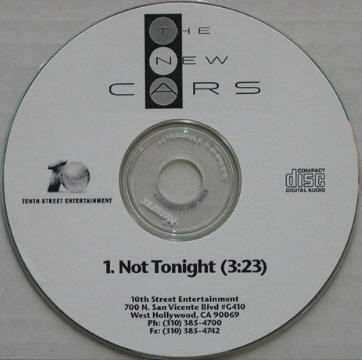 THE
NEW
CARS
10
TENTH STREET ENTERTAINMENT
COMPACT
disc
DIGITAL AUDIO
1. Not Tonight (3:23)
10th Street Entertainment
700 N. San Vicente Blvd #G410
West Hollywood, CA 90069
Ph: (310) 385-4700
Fx: (310) 385-4742